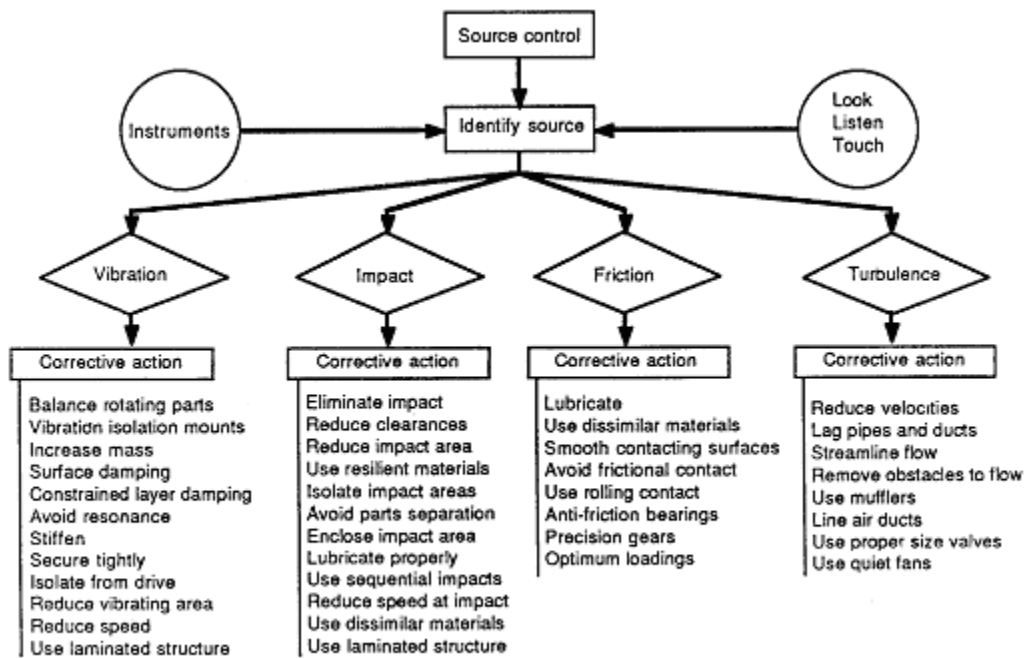 Source control
Instruments
Identify source
Look
Listen
Touch
Vibration
Impact
Friction
Turbulence
Corrective action
Balance rotating parts
Vibration isolation mounts
Increase mass
Surface damping
Constrained layer damping
Avoid resonance
Stiffen
Secure tightly
Isolate from drive
Reduce vibrating area
Reduce speed
Use laminated structure
Corrective action
Eliminate impact
Reduce clearances
Reduce impact area
Use resilient materials
Isolate impact areas
Avoid parts separation
Enclose impact area
Lubricate properly
Use sequential impacts
Reduce speed at impact
Use dissimilar materials
Use laminated structure
Corrective action
Lubricate
Use dissimilar materials
Smooth contacting surfaces
Avoid frictional contact
Use rolling contact
Anti-friction bearings
Precision gears
Optimum loadings
Corrective action
Reduce velocities
Lag pipes and ducts
Streamline flow
Remove obstacles to flow
Use mufflers
Line air ducts
Use proper size valves
Use quiet fans